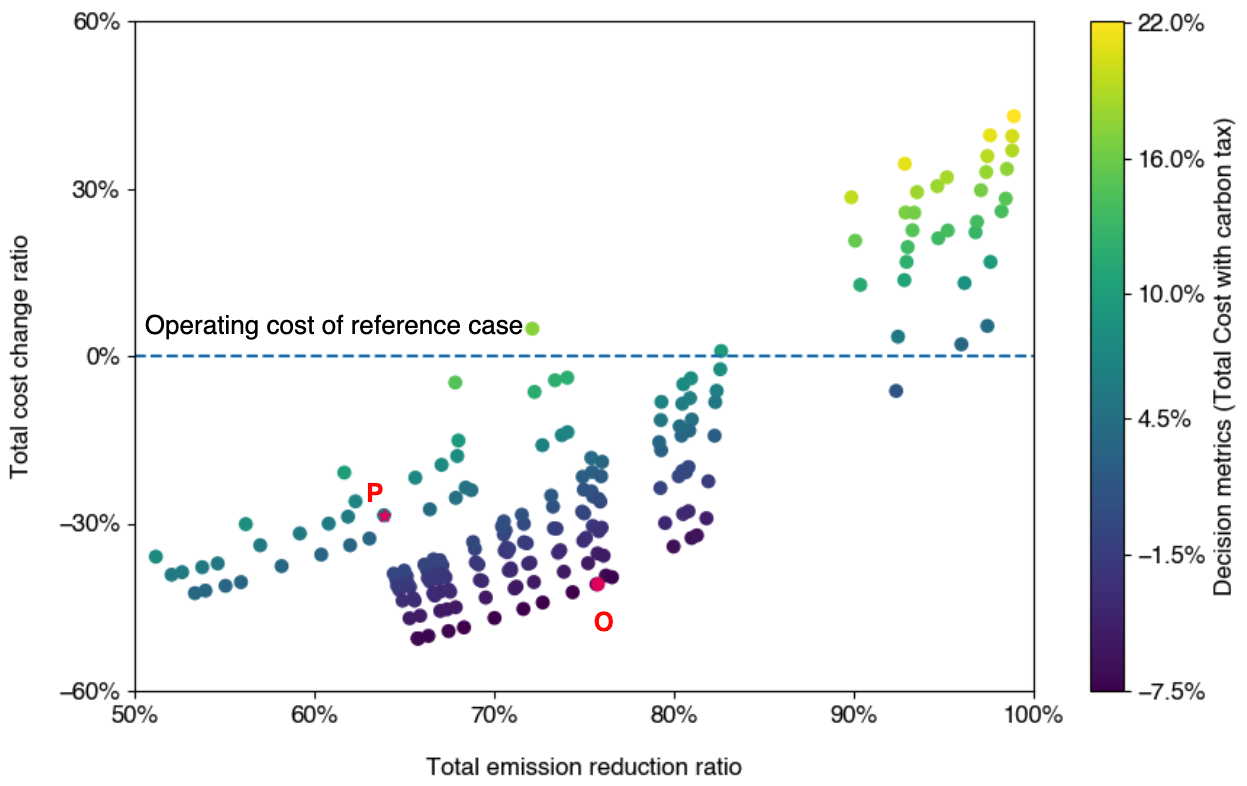 60%
30%
0%
–30%
–60%
50%
60%
70%
80%
90%
100%
Total cost change ratio
Total emission reduction ratio
Operating cost of reference case
P
O
22.0%
16.0%
10.0%
4.5%
–1.5%
–7.5%
Decision metrics (Total Cost with carbon tax)